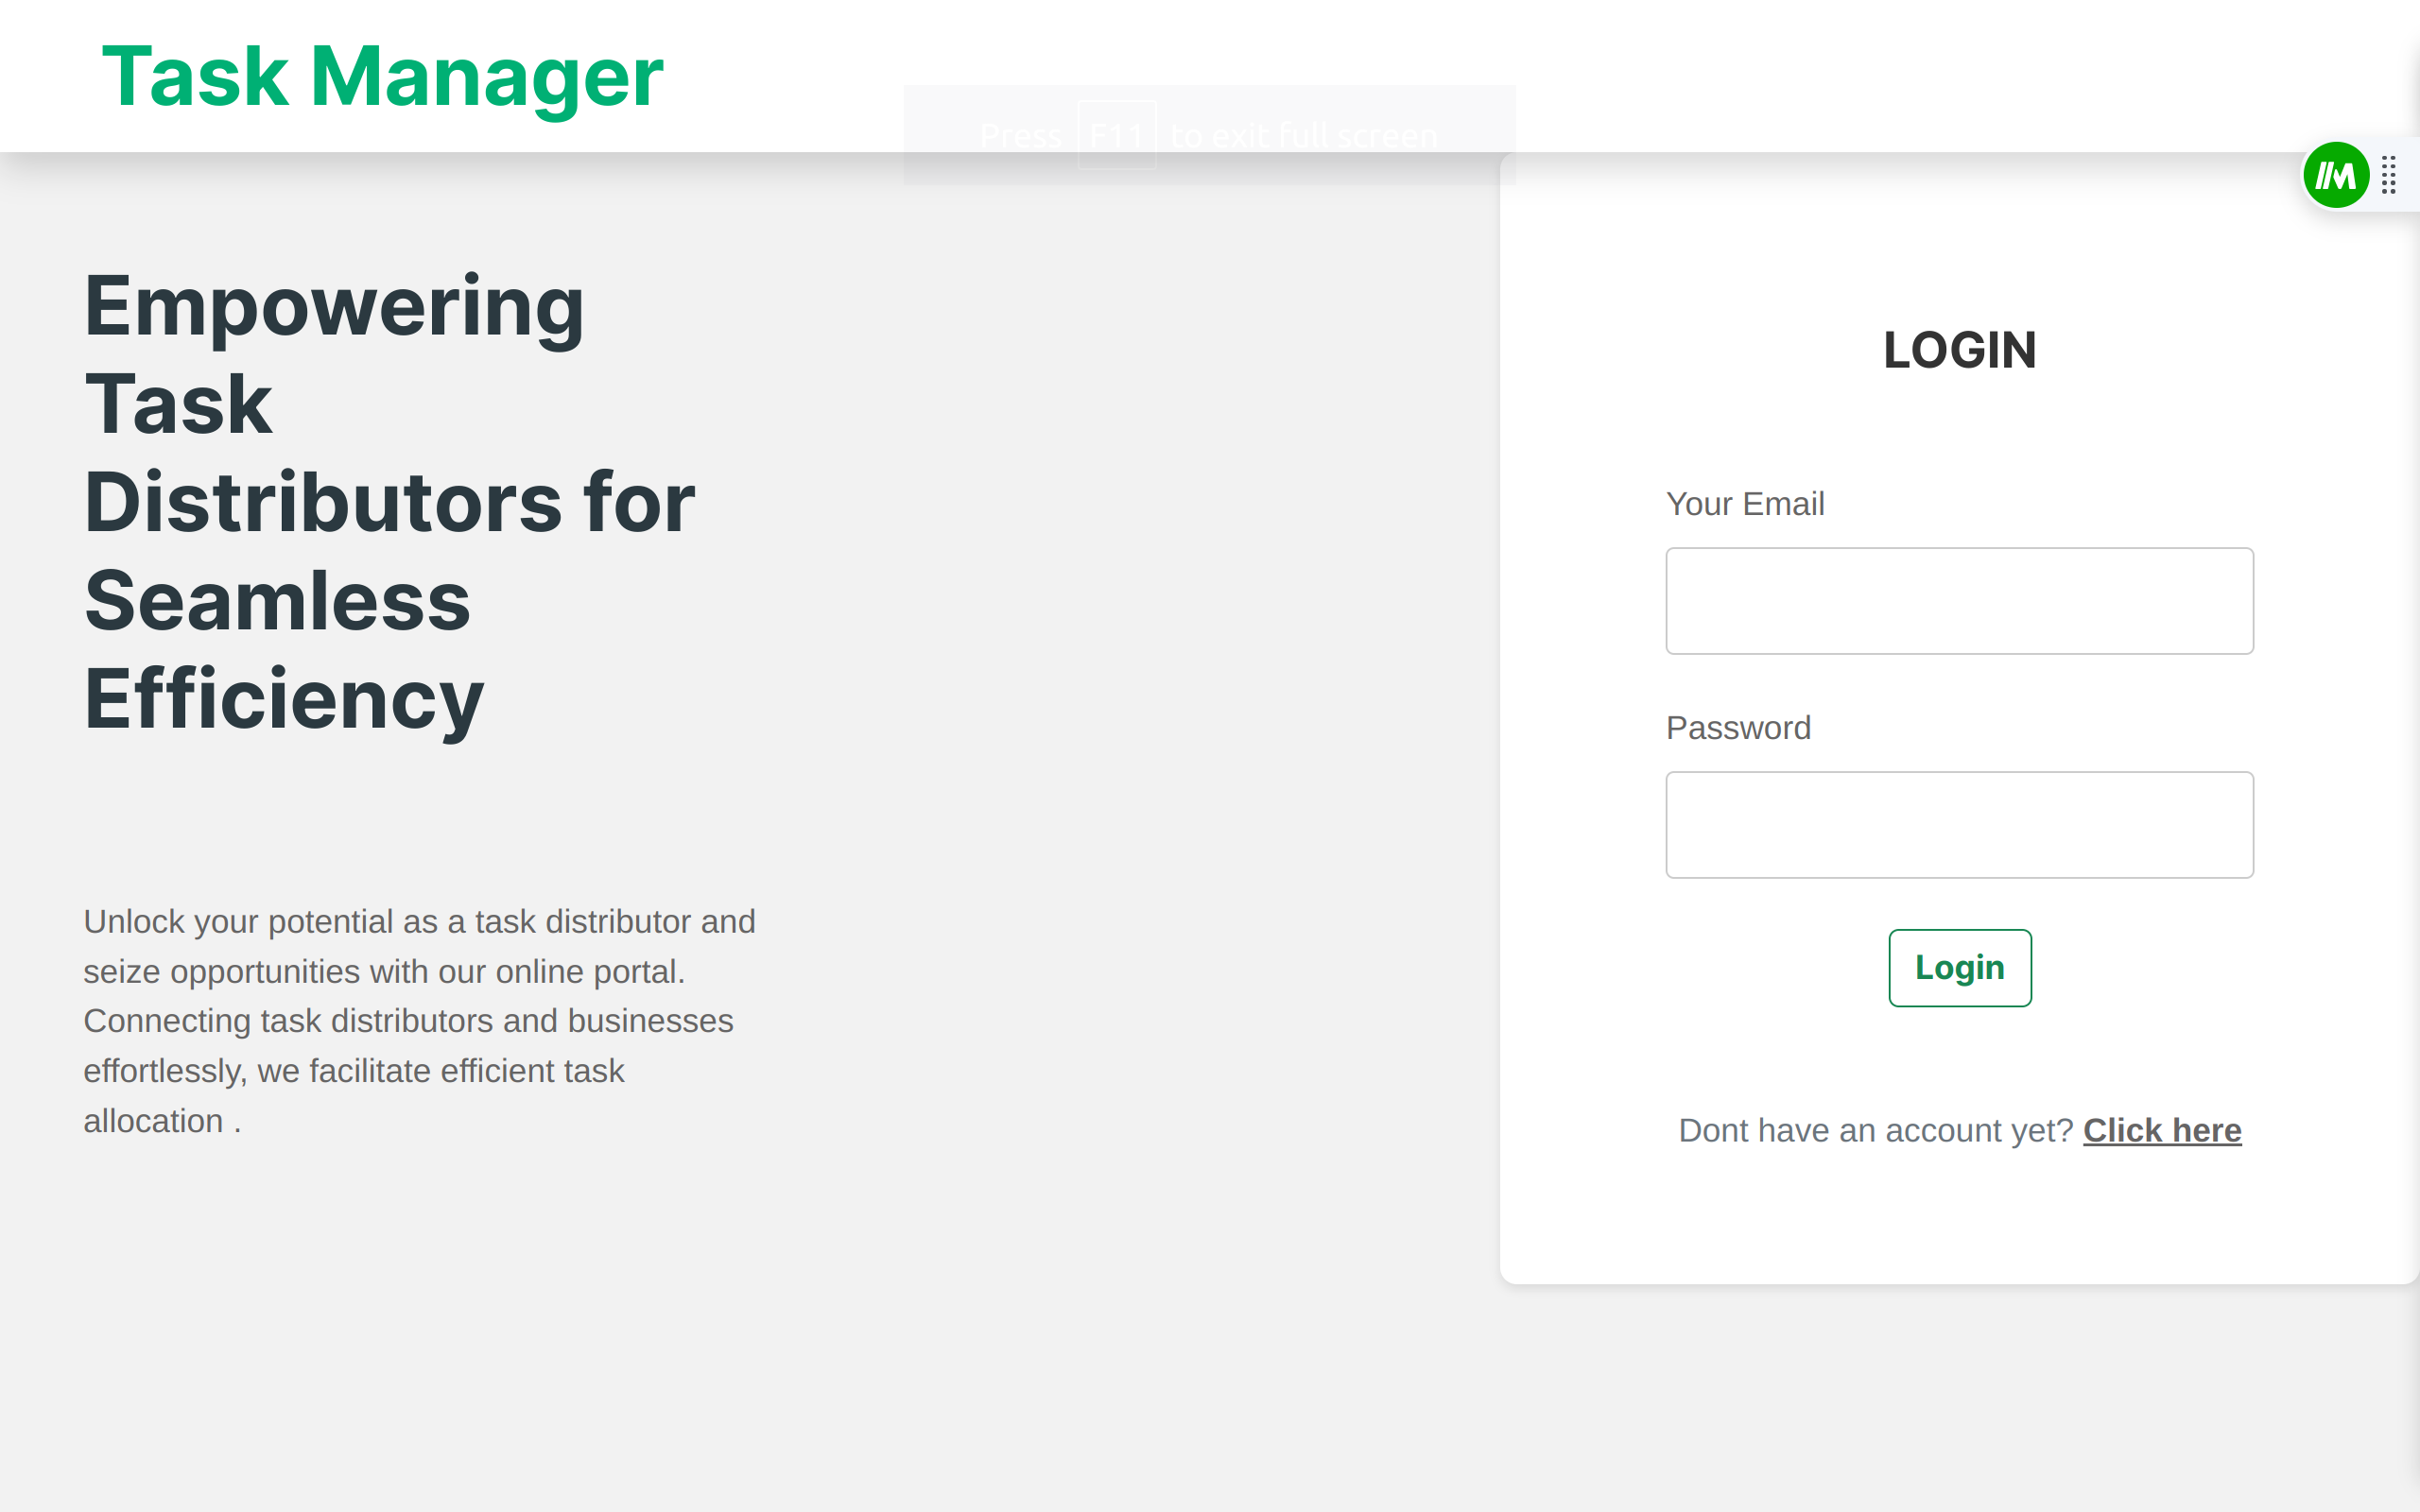 Task Manager
Press F11 to exit full screen
Empowering
Task
Distributors for
Seamless
Efficiency
Unlock your potential as a task distributor and
seize opportunities with our online portal.
Connecting task distributors and businesses
effortlessly, we facilitate efficient task
allocation .
LOGIN
Your Email
Password
Login
Dont have an account yet? Click here